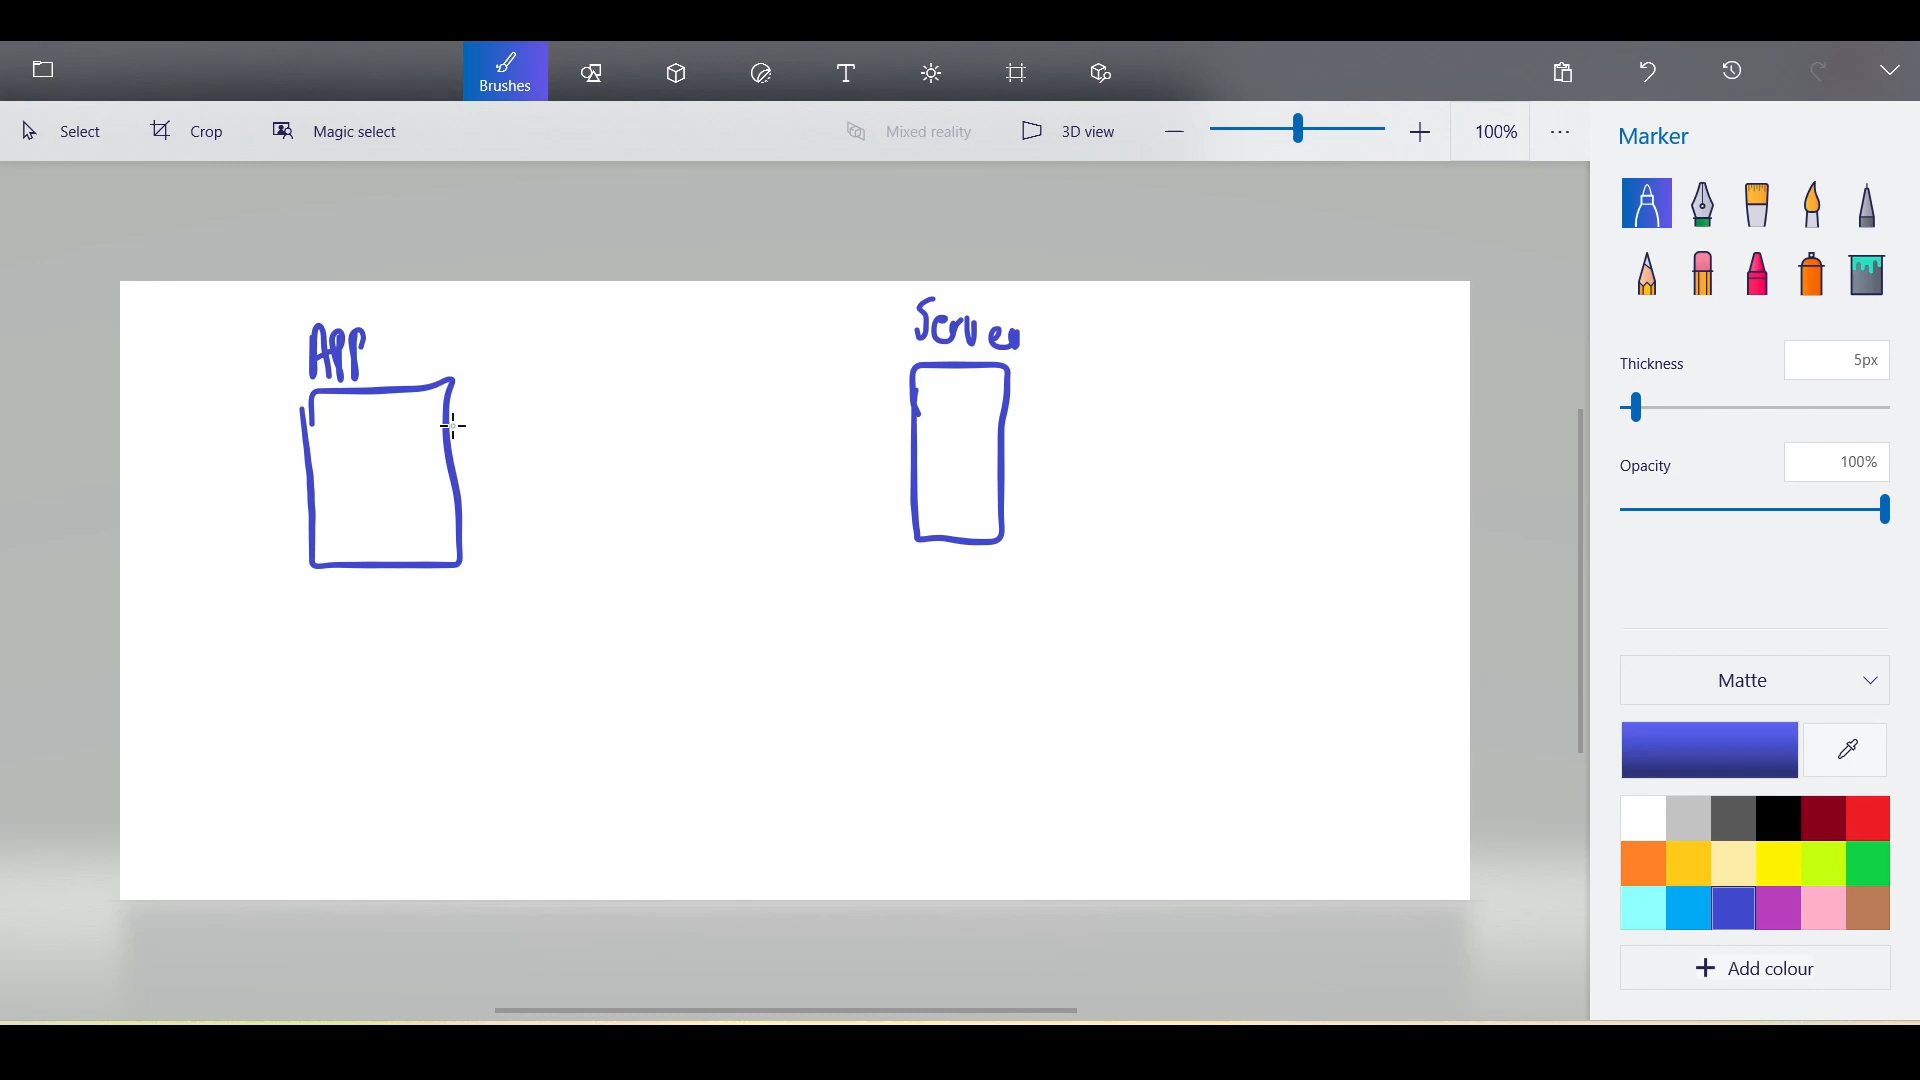 Brushes
Select
Crop
Magic select
Mixed reality
3D view
100%
Marker
Thickness
5px
Opacity
100%
Matte
Add colour
App
Server